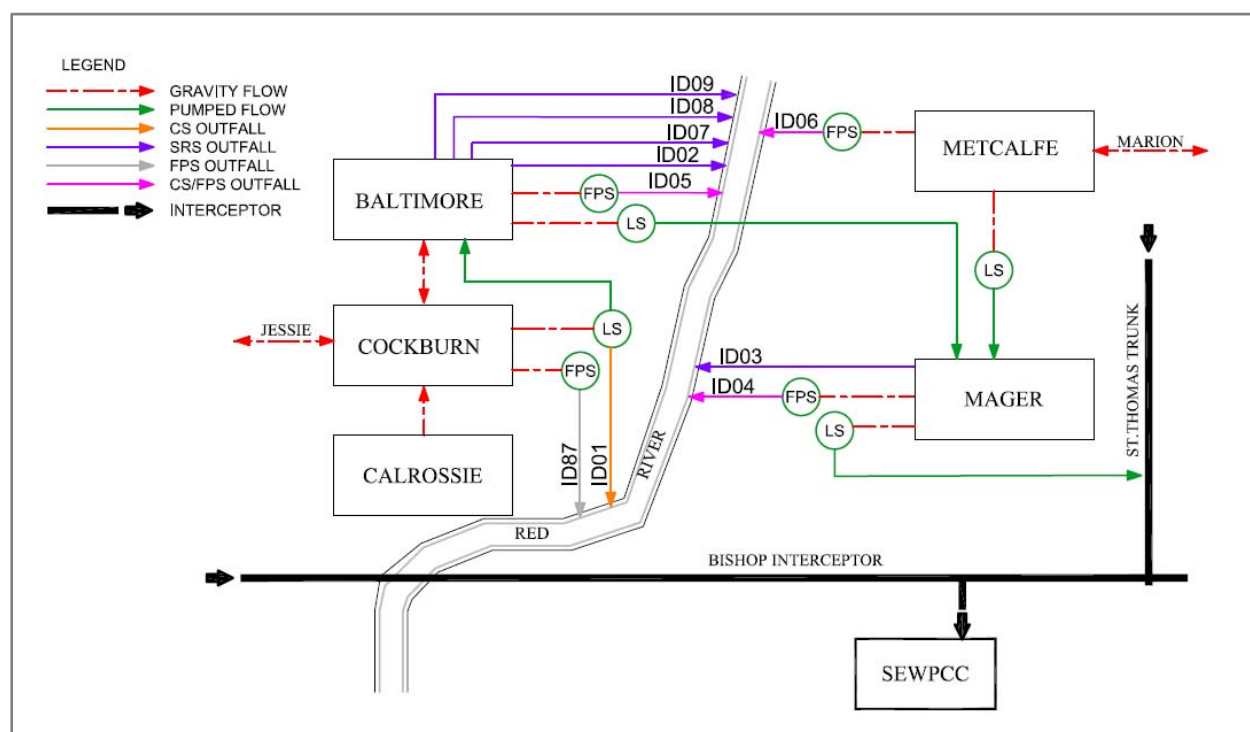 LEGEND
GRAVITY FLOW
PUMPED FLOW
CS OUTFALL
SRS OUTFALL
FPS OUTFALL
CS/FPS OUTFALL
INTERCEPTOR
ID09
ID08
ID07
ID02
ID05
FPS
LS
BALTIMORE
ID06
FPS
METCALFE
MARION
LS
JESSIE
COCKBURN
LS
FPS
CALROSSIE
ID87
ID01
RIVER
RED
ID03
ID04
FPS
LS
MAGER
ST.THOMAS TRUNK
BISHOP INTERCEPTOR
SEWPCC